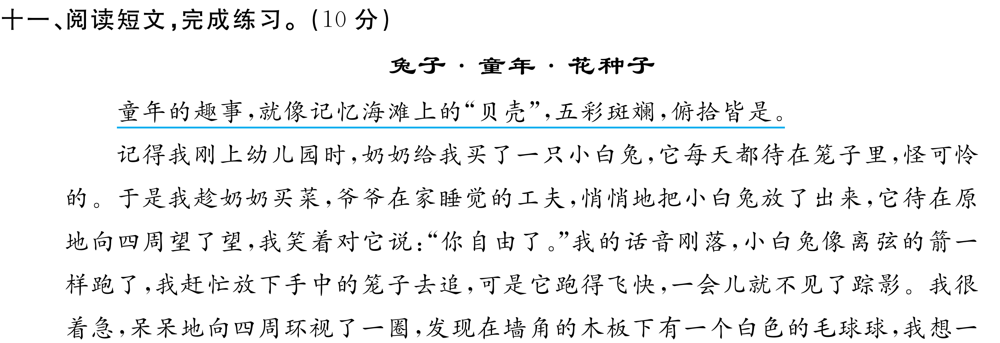 十一、阅读短文,完成练习。(10 分)
兔子·童年·花种子
童年的趣事,就像记忆海滩上的“贝壳”,五彩斑斓,俯拾皆是。
记得我刚上幼儿园时,奶奶给我买了一只小白兔,它每天都待在笼子里,怪可怜
的。于是我趁奶奶买菜,爷爷在家睡觉的工夫,悄悄地把小白兔放了出来,它待在原
地向四周望了望,我笑着对它说:“你自由了。”我的话音刚落,小白兔像离弦的箭一
样跑了,我赶忙放下手中的笼子去追,可是它跑得飞快,一会儿就不见了踪影。我很
着急,呆呆地向四周环视了一圈,发现在墙角的木板下有一个白色的毛球球,我想一